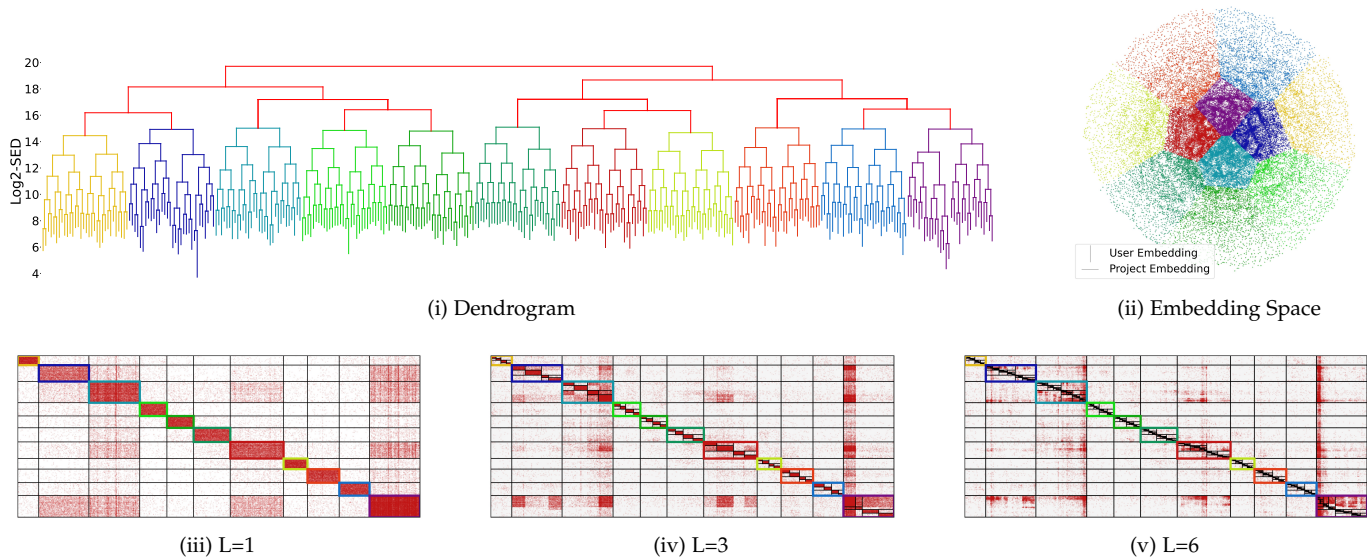 Log2-SED
20
18
16
14
12
10
8
6
4
User Embedding
Project Embedding
(i) Dendrogram
(ii) Embedding Space
(iii) L=1
(iv) L=3
(v) L=6